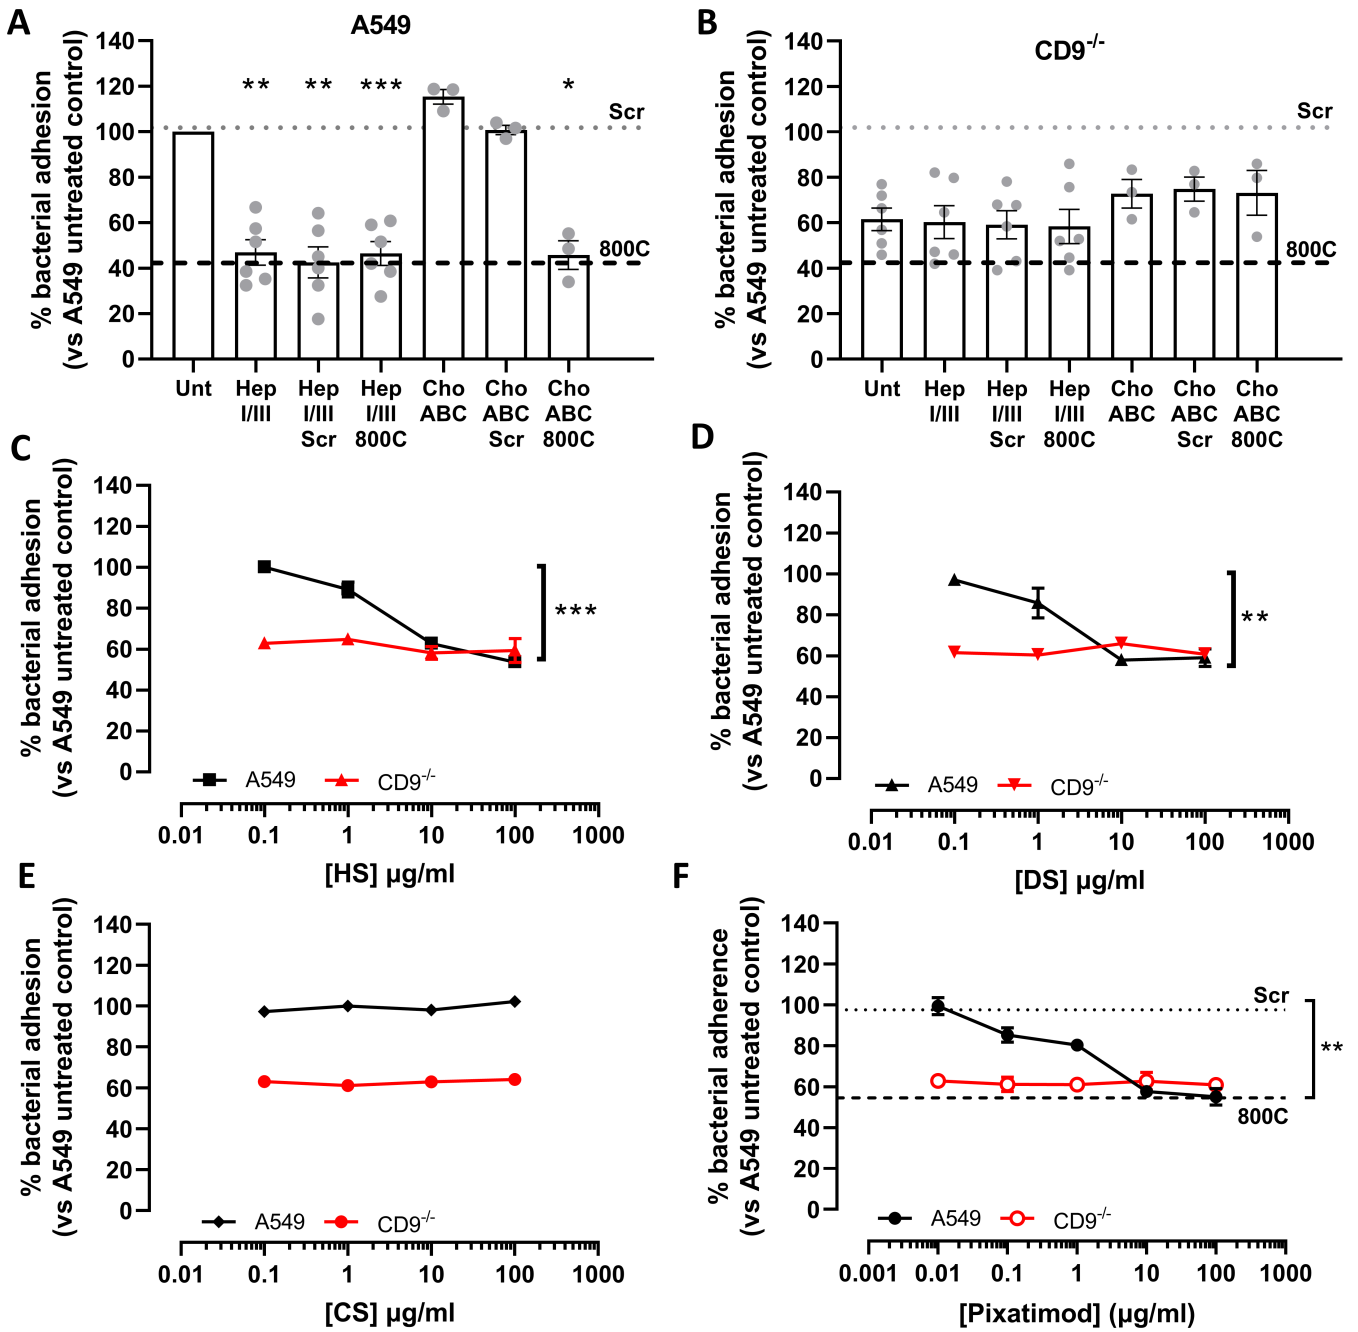 A
A549
% bacterial adhesion
(vs A549 untreated control)
140
120
100
80
60
40
20
0
** ** *** *
Scr
800C
Unt Hep Hep Hep Cho Cho Cho
I/III I/III I/III ABC ABC ABC
Scr 800C Scr 800C
B
CD9-/-
% bacterial adhesion
(vs A549 untreated control)
140
120
100
80
60
40
20
0
Scr
800C
Unt Hep Hep Hep Cho Cho Cho
I/III I/III I/III ABC ABC ABC
Scr 800C Scr 800C
C
% bacterial adhesion
(vs A549 untreated control)
140
120
100
80
60
40
20
0
***
A549 CD9-/-
0.01 0.1 1 10 100 1000
[HS] µg/ml
D
% bacterial adhesion
(vs A549 untreated control)
140
120
100
80
60
40
20
0
**
A549 CD9-/-
0.01 0.1 1 10 100 1000
[DS] µg/ml
E
% bacterial adhesion
(vs A549 untreated control)
140
120
100
80
60
40
20
0
A549 CD9-/-
0.01 0.1 1 10 100 1000
[CS] µg/ml
F
% bacterial adherence
(vs A549 untreated control)
140
120
100
80
60
40
20
0
Scr
**
800C
A549 CD9-/-
0.001 0.01 0.1 1 10 100 1000
[Pixatimod] (µg/ml)